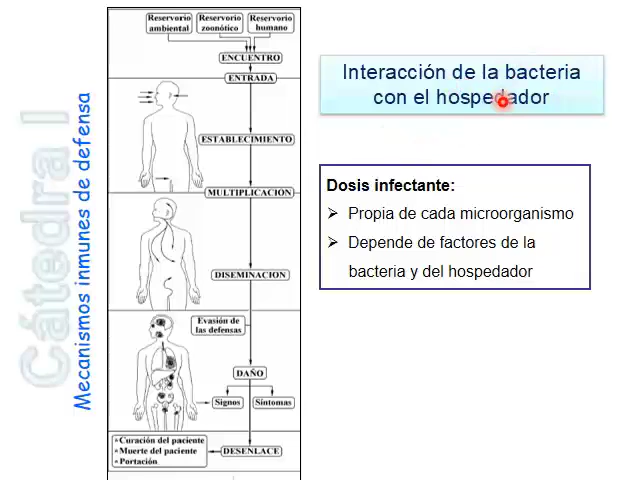 Cátedra I
Mecanismos inmunes de defensa
Reservorio
ambiental
Reservorio
zoonótico
Reservorio
humano
ENCUENTRO
ENTRADA
ESTABLECIMIENTO
MULTIPLICACION
DISEMINACION
Evasión de
las defensas
DAÑO
Signos
Síntomas
Curación del paciente
Muerte del paciente
Portación
DESENLACE
Interacción de la bacteria
con el hospedador
Dosis infectante:
➢ Propia de cada microorganismo
➢ Depende de factores de la
bacteria y del hospedador